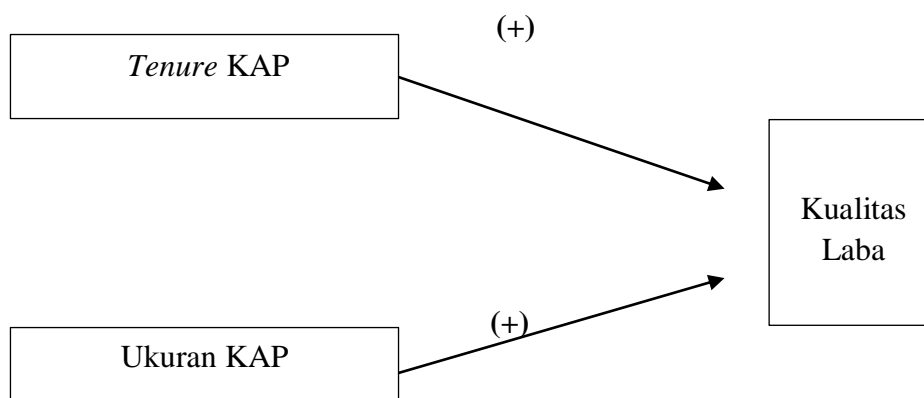 (+)
Tenure KAP
Kualitas
Laba
(+)
Ukuran KAP